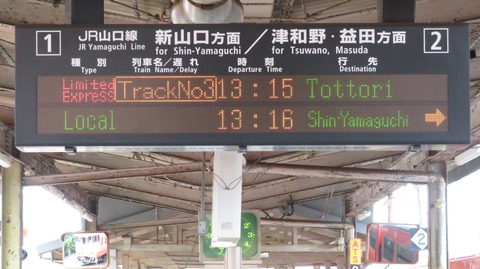 1 JR山口線 新山口方面／津和野・益田方面 2
JR Yamaguchi Line for Shin-Yamaguchi for Tsuwano, Masuda
種別 列車名/遅れ 時刻 行先
Type Train Name/Delay Departure Time Destination
Limited Express TrackNo3 13:15 Tottori
Local 13:16 Shin-Yamaguchi →
ATS
2